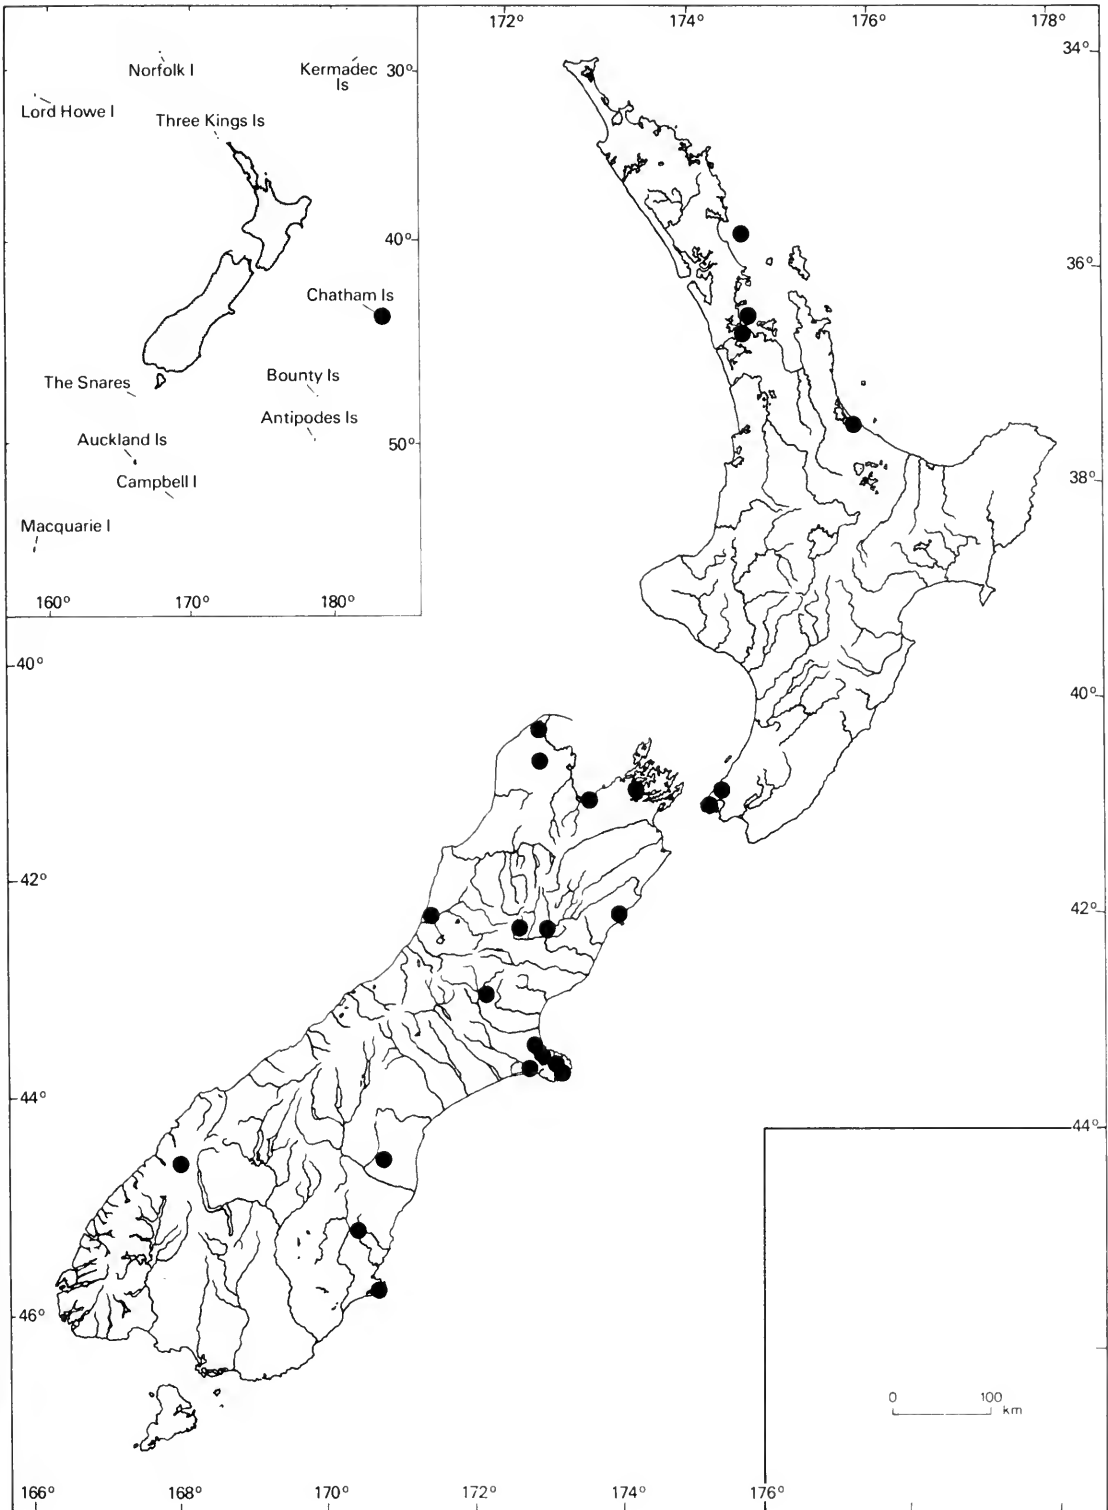 172° 174° 176° 178°
34°
Norfolk I
Kermadec
Is
30°
Lord Howe I
Three Kings Is
40°
36°
Chatham Is
The Snares
Bounty Is
Antipodes Is
Auckland Is
50°
Campbell I
38°
Macquarie I
160° 170° 180°
40°
40°
42°
42°
44°
44°
46°
0 100
km
166° 168° 170° 172° 174° 176°